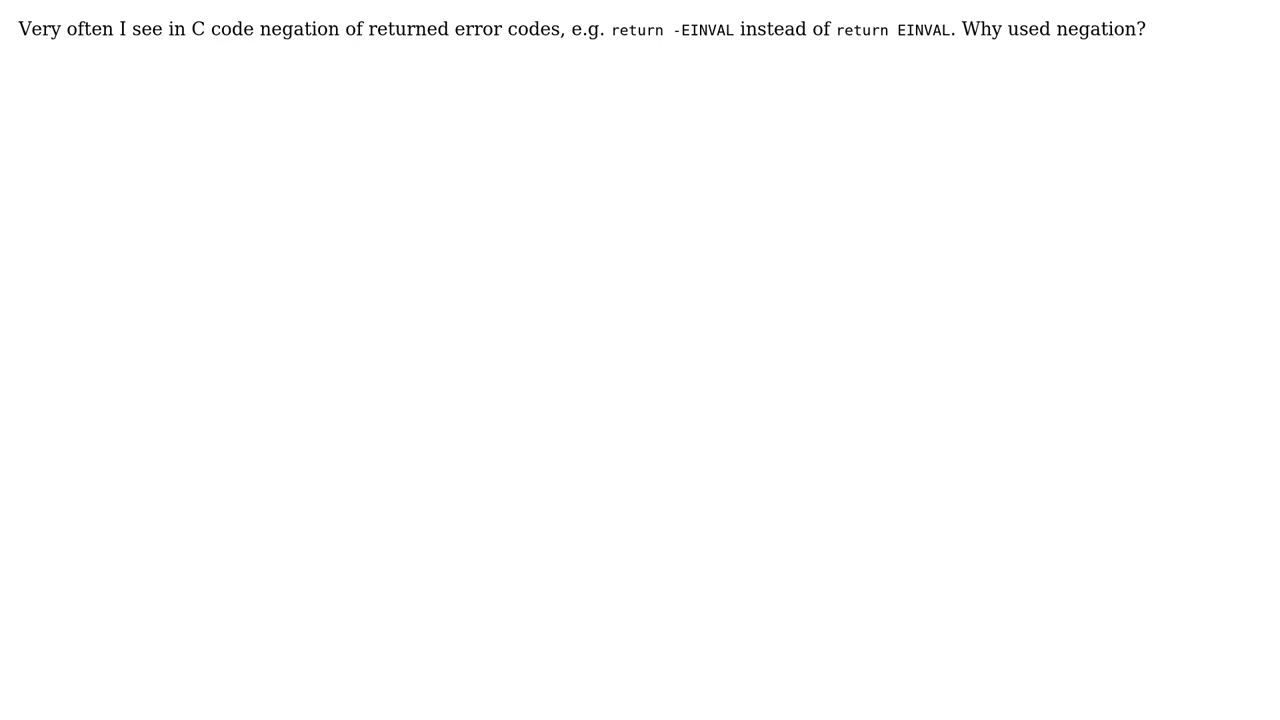 Very often I see in C code negation of returned error codes, e.g. return -EINVAL instead of return EINVAL. Why used negation?